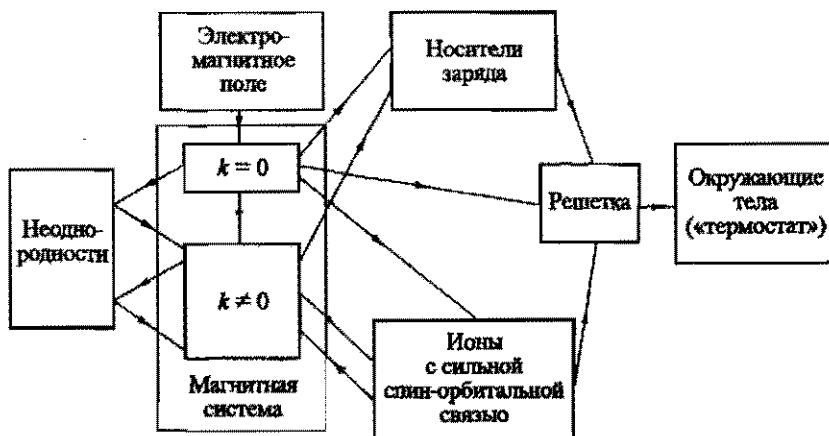 Электро-
магнитное
поле
Носители
заряда
k = 0
Неодно-
родности
k ≠ 0
Решетка
Окружающие
тела
(«термостат»)
Магнитная
система
Ионы
с сильной
спин-орбитальной
связью